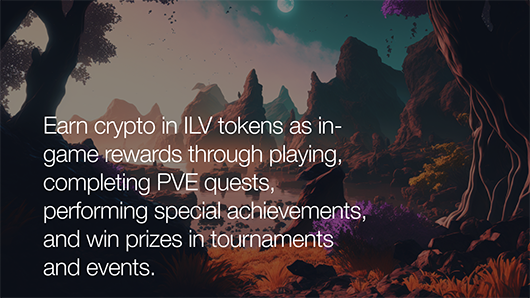 Earn crypto in ILV tokens as in-
game rewards through playing,
completing PVE quests,
performing special achievements,
and win prizes in tournaments
and events.